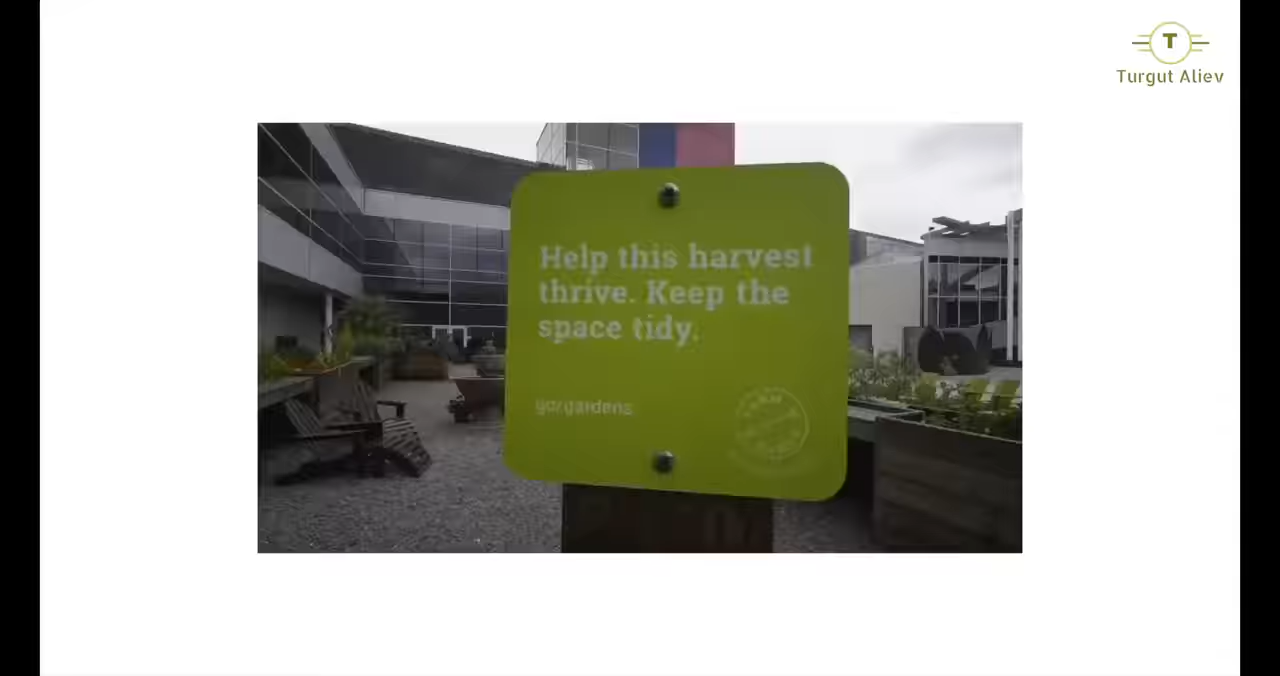 T
Turgut Aliev
Help this harvest
thrive. Keep the
space tidy.